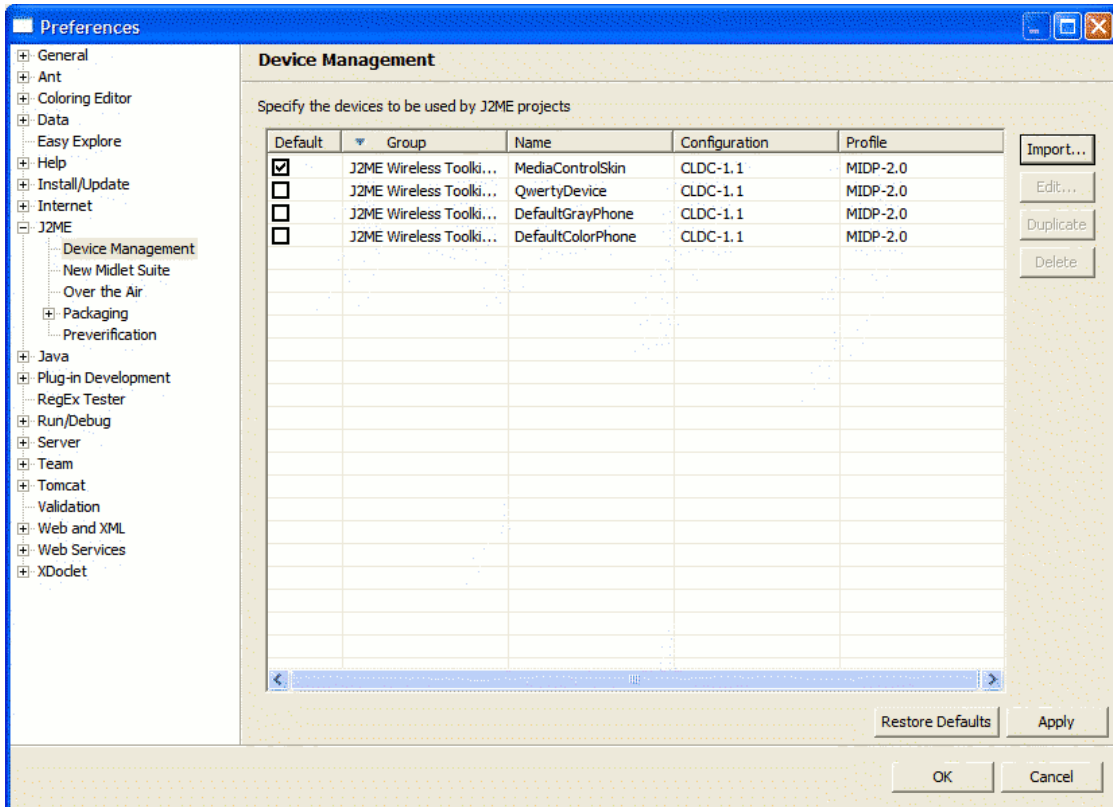 Preferences
General
Ant
Coloring Editor
Data
Easy Explore
Help
Install/Update
Internet
J2ME
Device Management
New Midlet Suite
Over the Air
Packaging
Preverification
Java
Plug-in Development
RegEx Tester
Run/Debug
Server
Team
Tomcat
Validation
Web and XML
Web Services
XDoclet
Device Management
Specify the devices to be used by J2ME projects
Default Group Name Configuration Profile
J2ME Wireless Toolki... MediaControlSkin CLDC-1.1 MIDP-2.0
J2ME Wireless Toolki... QwertyDevice CLDC-1.1 MIDP-2.0
J2ME Wireless Toolki... DefaultGrayPhone CLDC-1.1 MIDP-2.0
J2ME Wireless Toolki... DefaultColorPhone CLDC-1.1 MIDP-2.0
Import...
Edit...
Duplicate
Delete
Restore Defaults Apply
OK Cancel